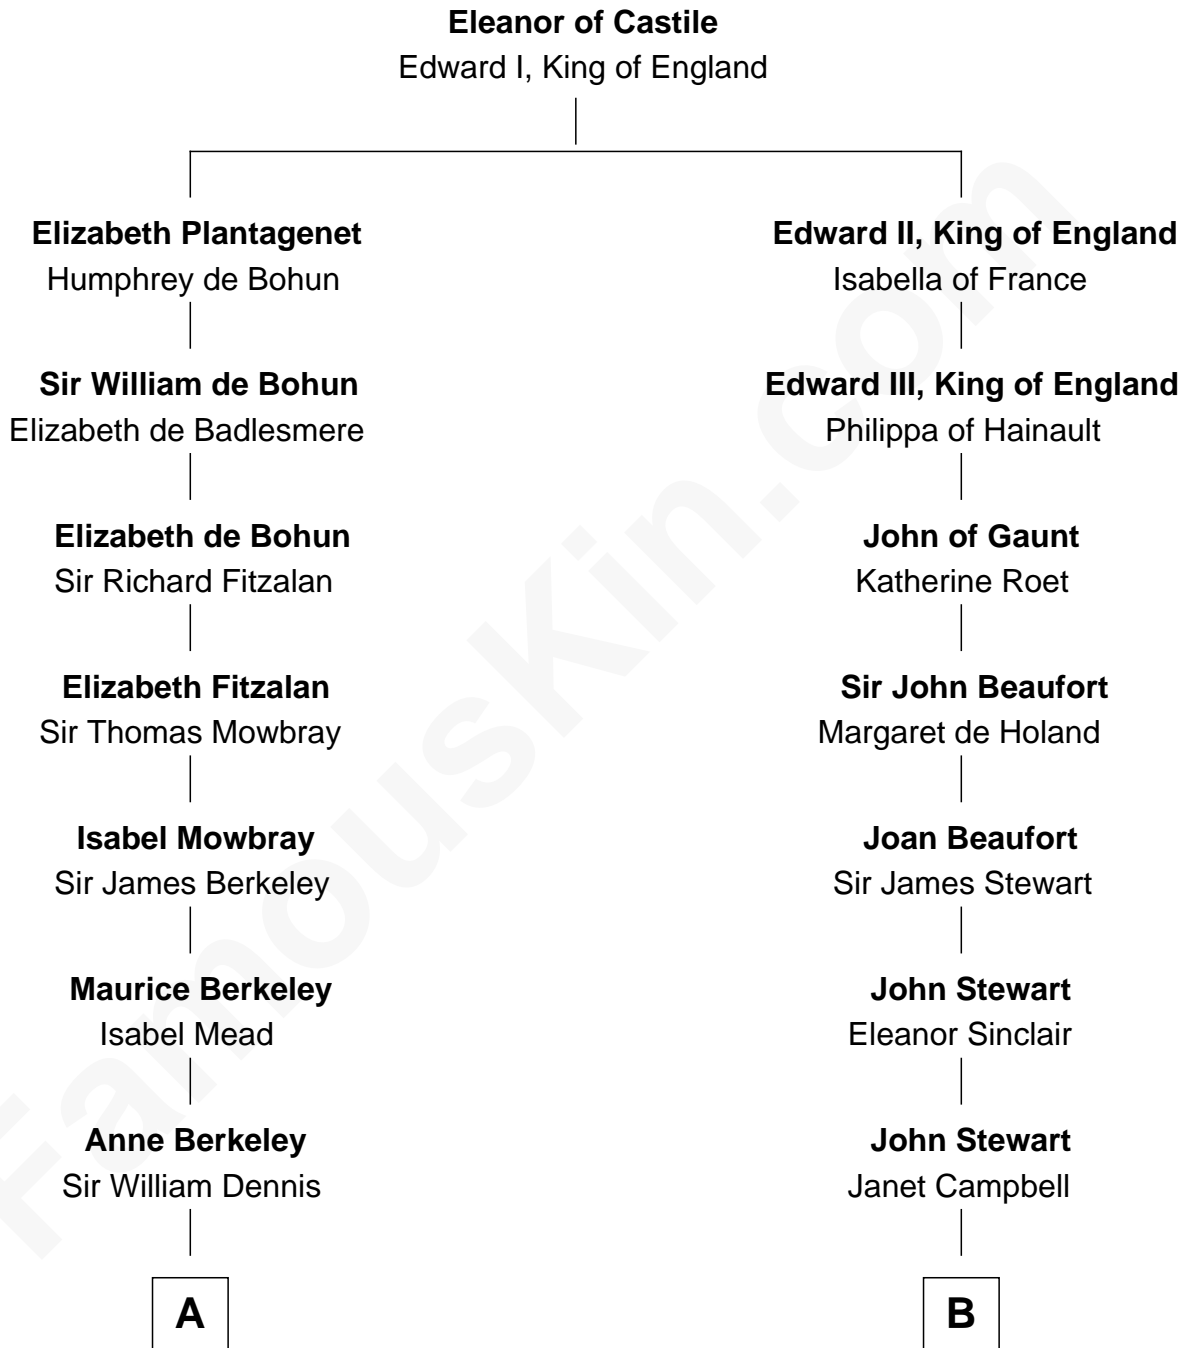 Eleanor of Castile
Edward I, King of England
Elizabeth Plantagenet
Humphrey de Bohun
Edward II, King of England
Isabella of France
Sir William de Bohun
Elizabeth de Badlesmere
Edward III, King of England
Philippa of Hainault
Elizabeth de Bohun
Sir Richard Fitzalan
John of Gaunt
Katherine Roet
Elizabeth Fitzalan
Sir Thomas Mowbray
Sir John Beaufort
Margaret de Holand
Isabel Mowbray
Sir James Berkeley
Joan Beaufort
Sir James Stewart
Maurice Berkeley
Isabel Mead
John Stewart
Eleanor Sinclair
Anne Berkeley
Sir William Dennis
John Stewart
Janet Campbell
A
B
FamousKin.com